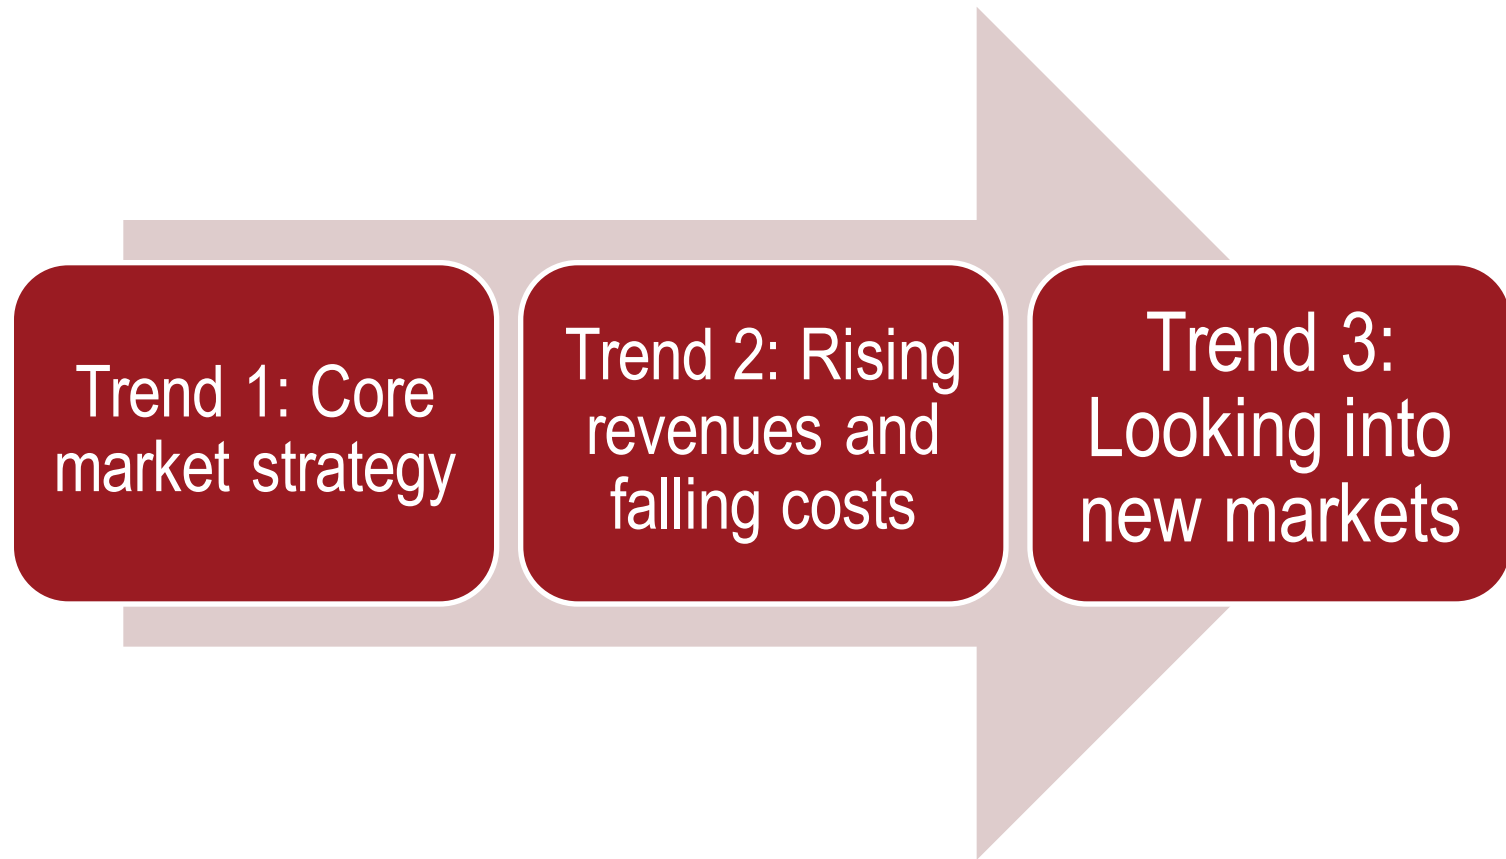 Trend 1: Core
market strategy
Trend 2: Rising
revenues and
falling costs
Trend 3:
Looking into
new markets